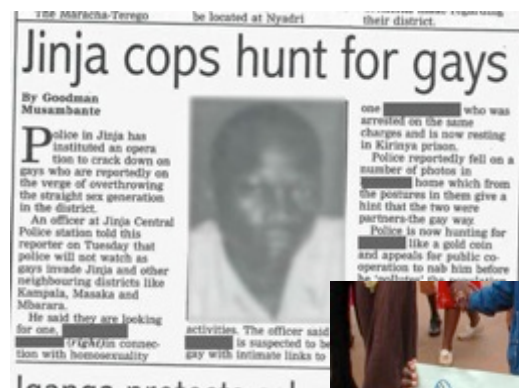 The Maracha-Terego
be located at Nyadri
their district.
Jinja cops hunt for gays
By Goodman
Musambante
Police in Jinja has
instituted an opera
tion to crack down on
gays who are reportedly on
the verge of overthrowing
the straight sex generation
in the district.
An officer at Jinja Central
Police station told this
reporter on Tuesday that
police will not watch as
gays invade Jinja and other
neighbouring districts like
Kampala, Masaka and
Mbarara.
He said they are looking
for one,
(right)in connec-
tion with homosexuality
activities. The officer said
is suspected to be
gay with intimate links to
one who was
arrested on the same
charges and is now resting
in Kirinya prison.
Police reportedly fell on a
number of photos in
home which from
the postures in them give a
hint that the two were
partners-the gay way.
Police is now hunting for
like a gold coin
and appeals for public co-
operation to nab him before
he